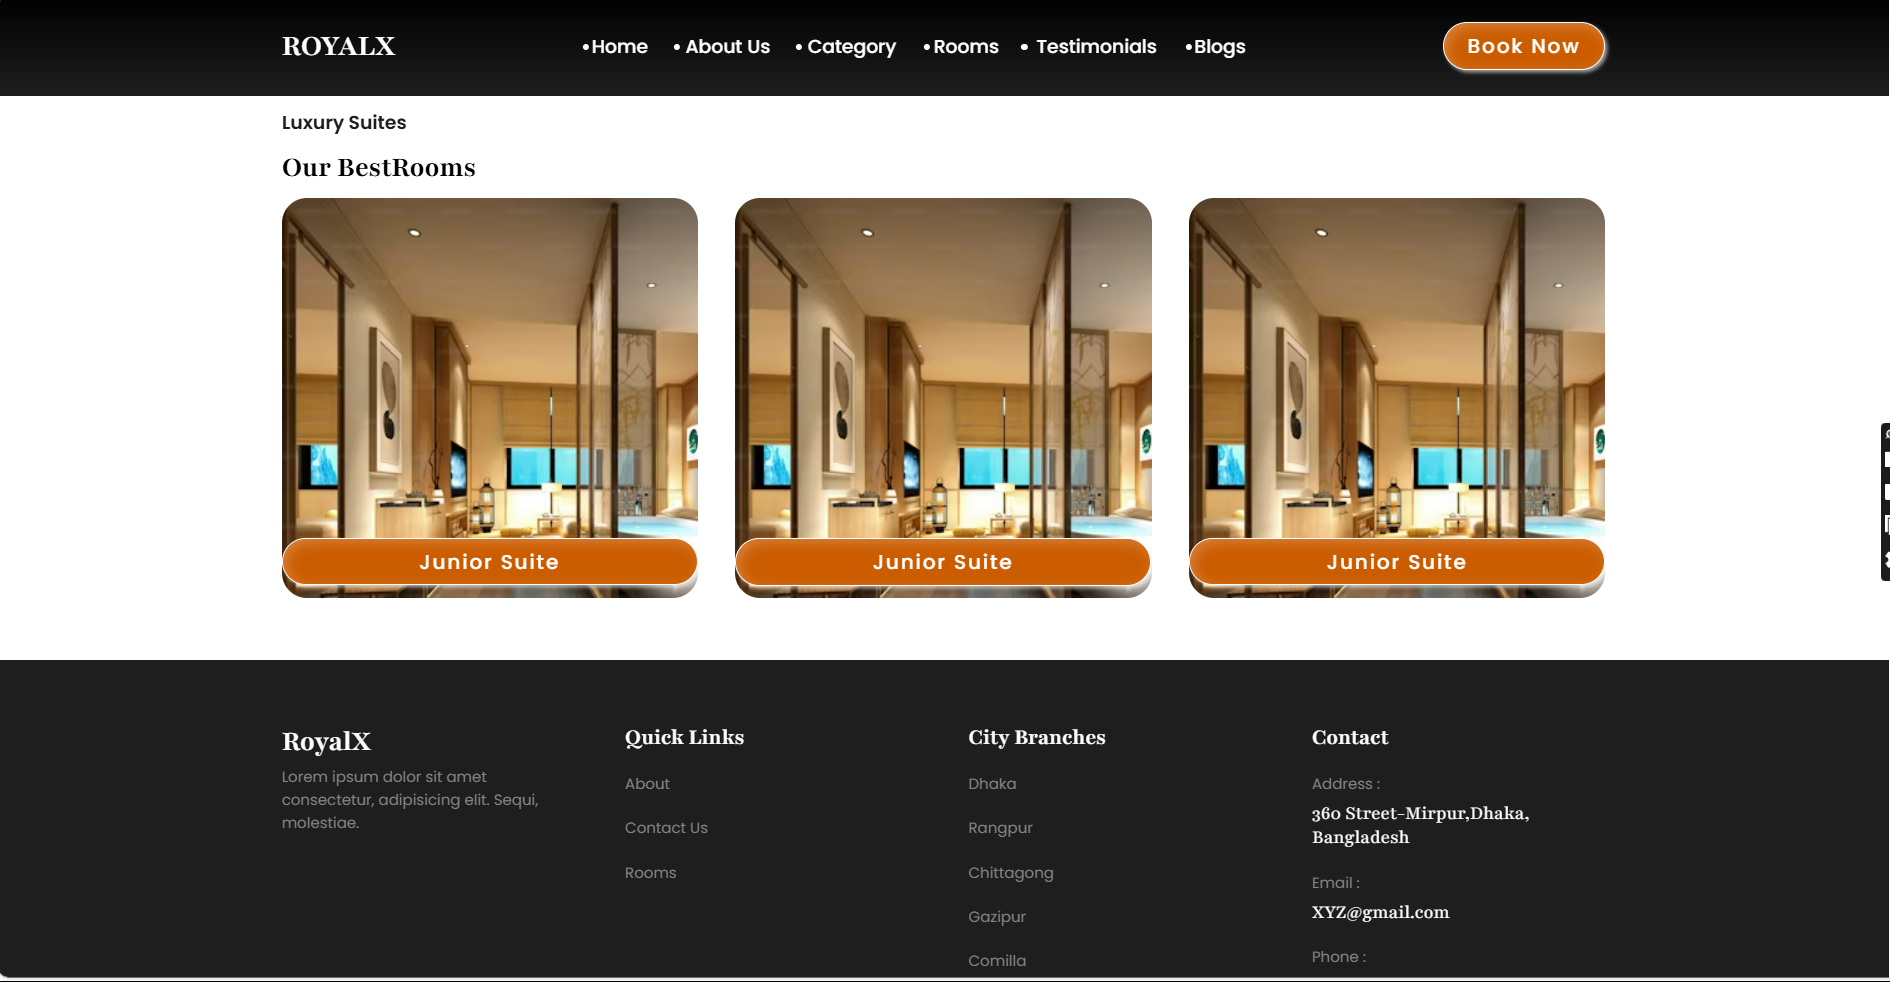 ROYALX
•Home • About Us • Category •Rooms • Testimonials •Blogs
Book Now
Luxury Suites
Our BestRooms
Junior Suite
Junior Suite
Junior Suite
RoyalX
Lorem ipsum dolor sit amet
consectetur, adipisicing elit. Sequi,
molestiae.
Quick Links
About
Contact Us
Rooms
City Branches
Dhaka
Rangpur
Chittagong
Gazipur
Comilla
Contact
Address :
360 Street-Mirpur,Dhaka,
Bangladesh
Email :
XYZ@gmail.com
Phone :